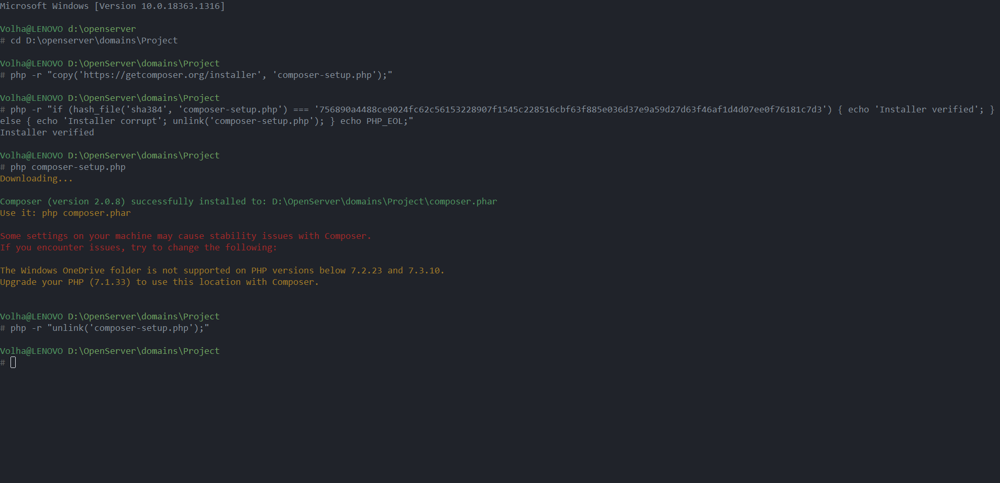 Microsoft Windows [Version 10.0.18363.1316]
Volha@LENOVO d:\openserver
# cd D:\openserver\domains\Project
Volha@LENOVO D:\OpenServer\domains\Project
# php -r "copy('https://getcomposer.org/installer', 'composer-setup.php');"
Volha@LENOVO D:\OpenServer\domains\Project
# php -r "if (hash_file('sha384', 'composer-setup.php') === '756890a4488ce9024fc62c56153228907f1545c228516cbf63f885e036d37e9a59d27d63f46af1d4d07ee0f76181c7d3') { echo 'Installer verified'; }
else { echo 'Installer corrupt'; unlink('composer-setup.php'); } echo PHP_EOL;"
Installer verified
Volha@LENOVO D:\OpenServer\domains\Project
# php composer-setup.php
Downloading...
Composer (version 2.0.8) successfully installed to: D:\OpenServer\domains\Project\composer.phar
Use it: php composer.phar
Some settings on your machine may cause stability issues with Composer.
If you encounter issues, try to change the following:
The Windows OneDrive folder is not supported on PHP versions below 7.2.23 and 7.3.10.
Upgrade your PHP (7.1.33) to use this location with Composer.
Volha@LENOVO D:\OpenServer\domains\Project
# php -r "unlink('composer-setup.php');"
Volha@LENOVO D:\OpenServer\domains\Project
#